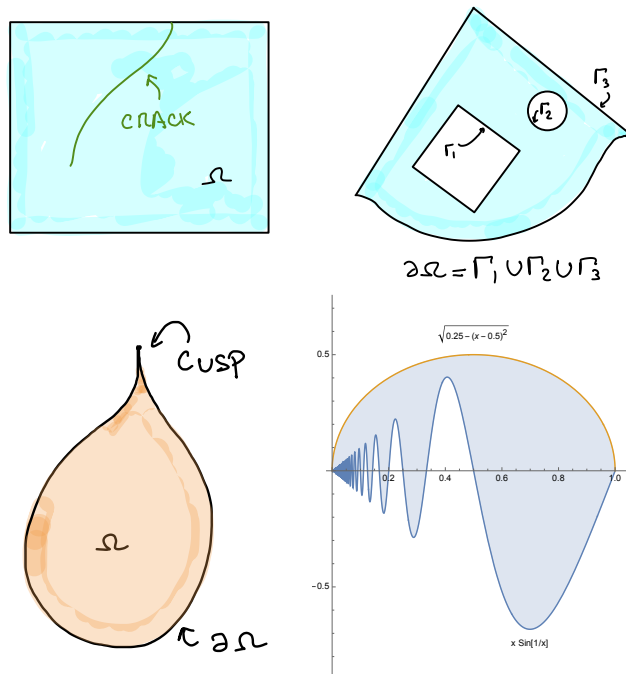 CRACK
Ω
Γ₃
Γ₂
Γ₁
∂Ω = Γ₁ ∪ Γ₂ ∪ Γ₃
CUSP
Ω
∂Ω
√0.25 − (x − 0.5)²
0.5
0.2 0.4 0.6 0.8 1.0
−0.5
x Sin[1/x]